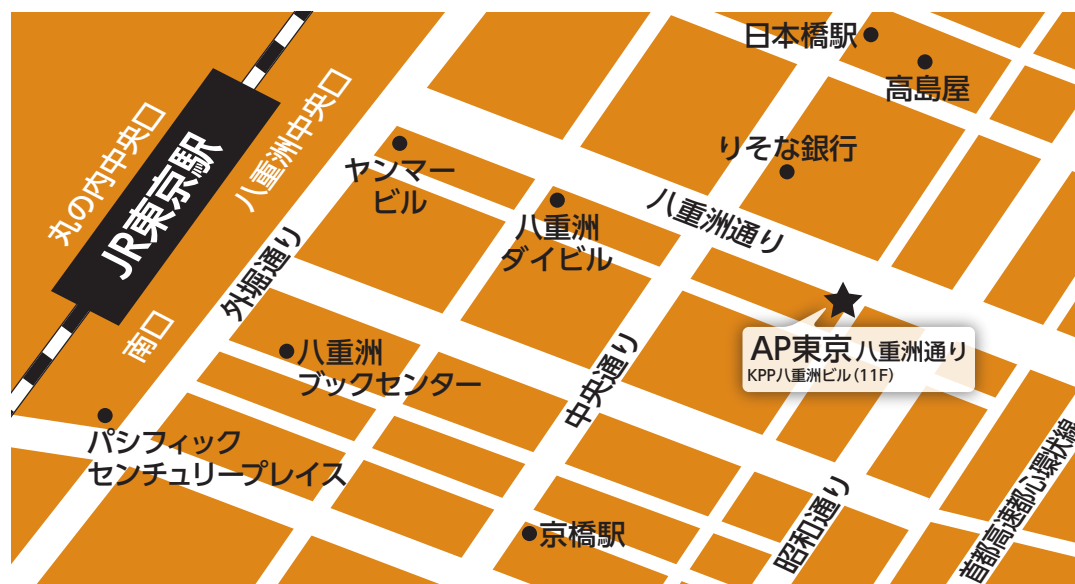 日本橋駅
高島屋
丸の内中央口
八重洲中央口
JR東京駅
りそな銀行
ヤンマー
ビル
八重洲
ダイビル
八重洲通り
外堀通り
南口
八重洲
ブックセンター
中央通り
AP東京 八重洲通り
KPP八重洲ビル(11F)
パシフィック
センチュリープレイス
京橋駅
昭和通り
首都高速都心環状線